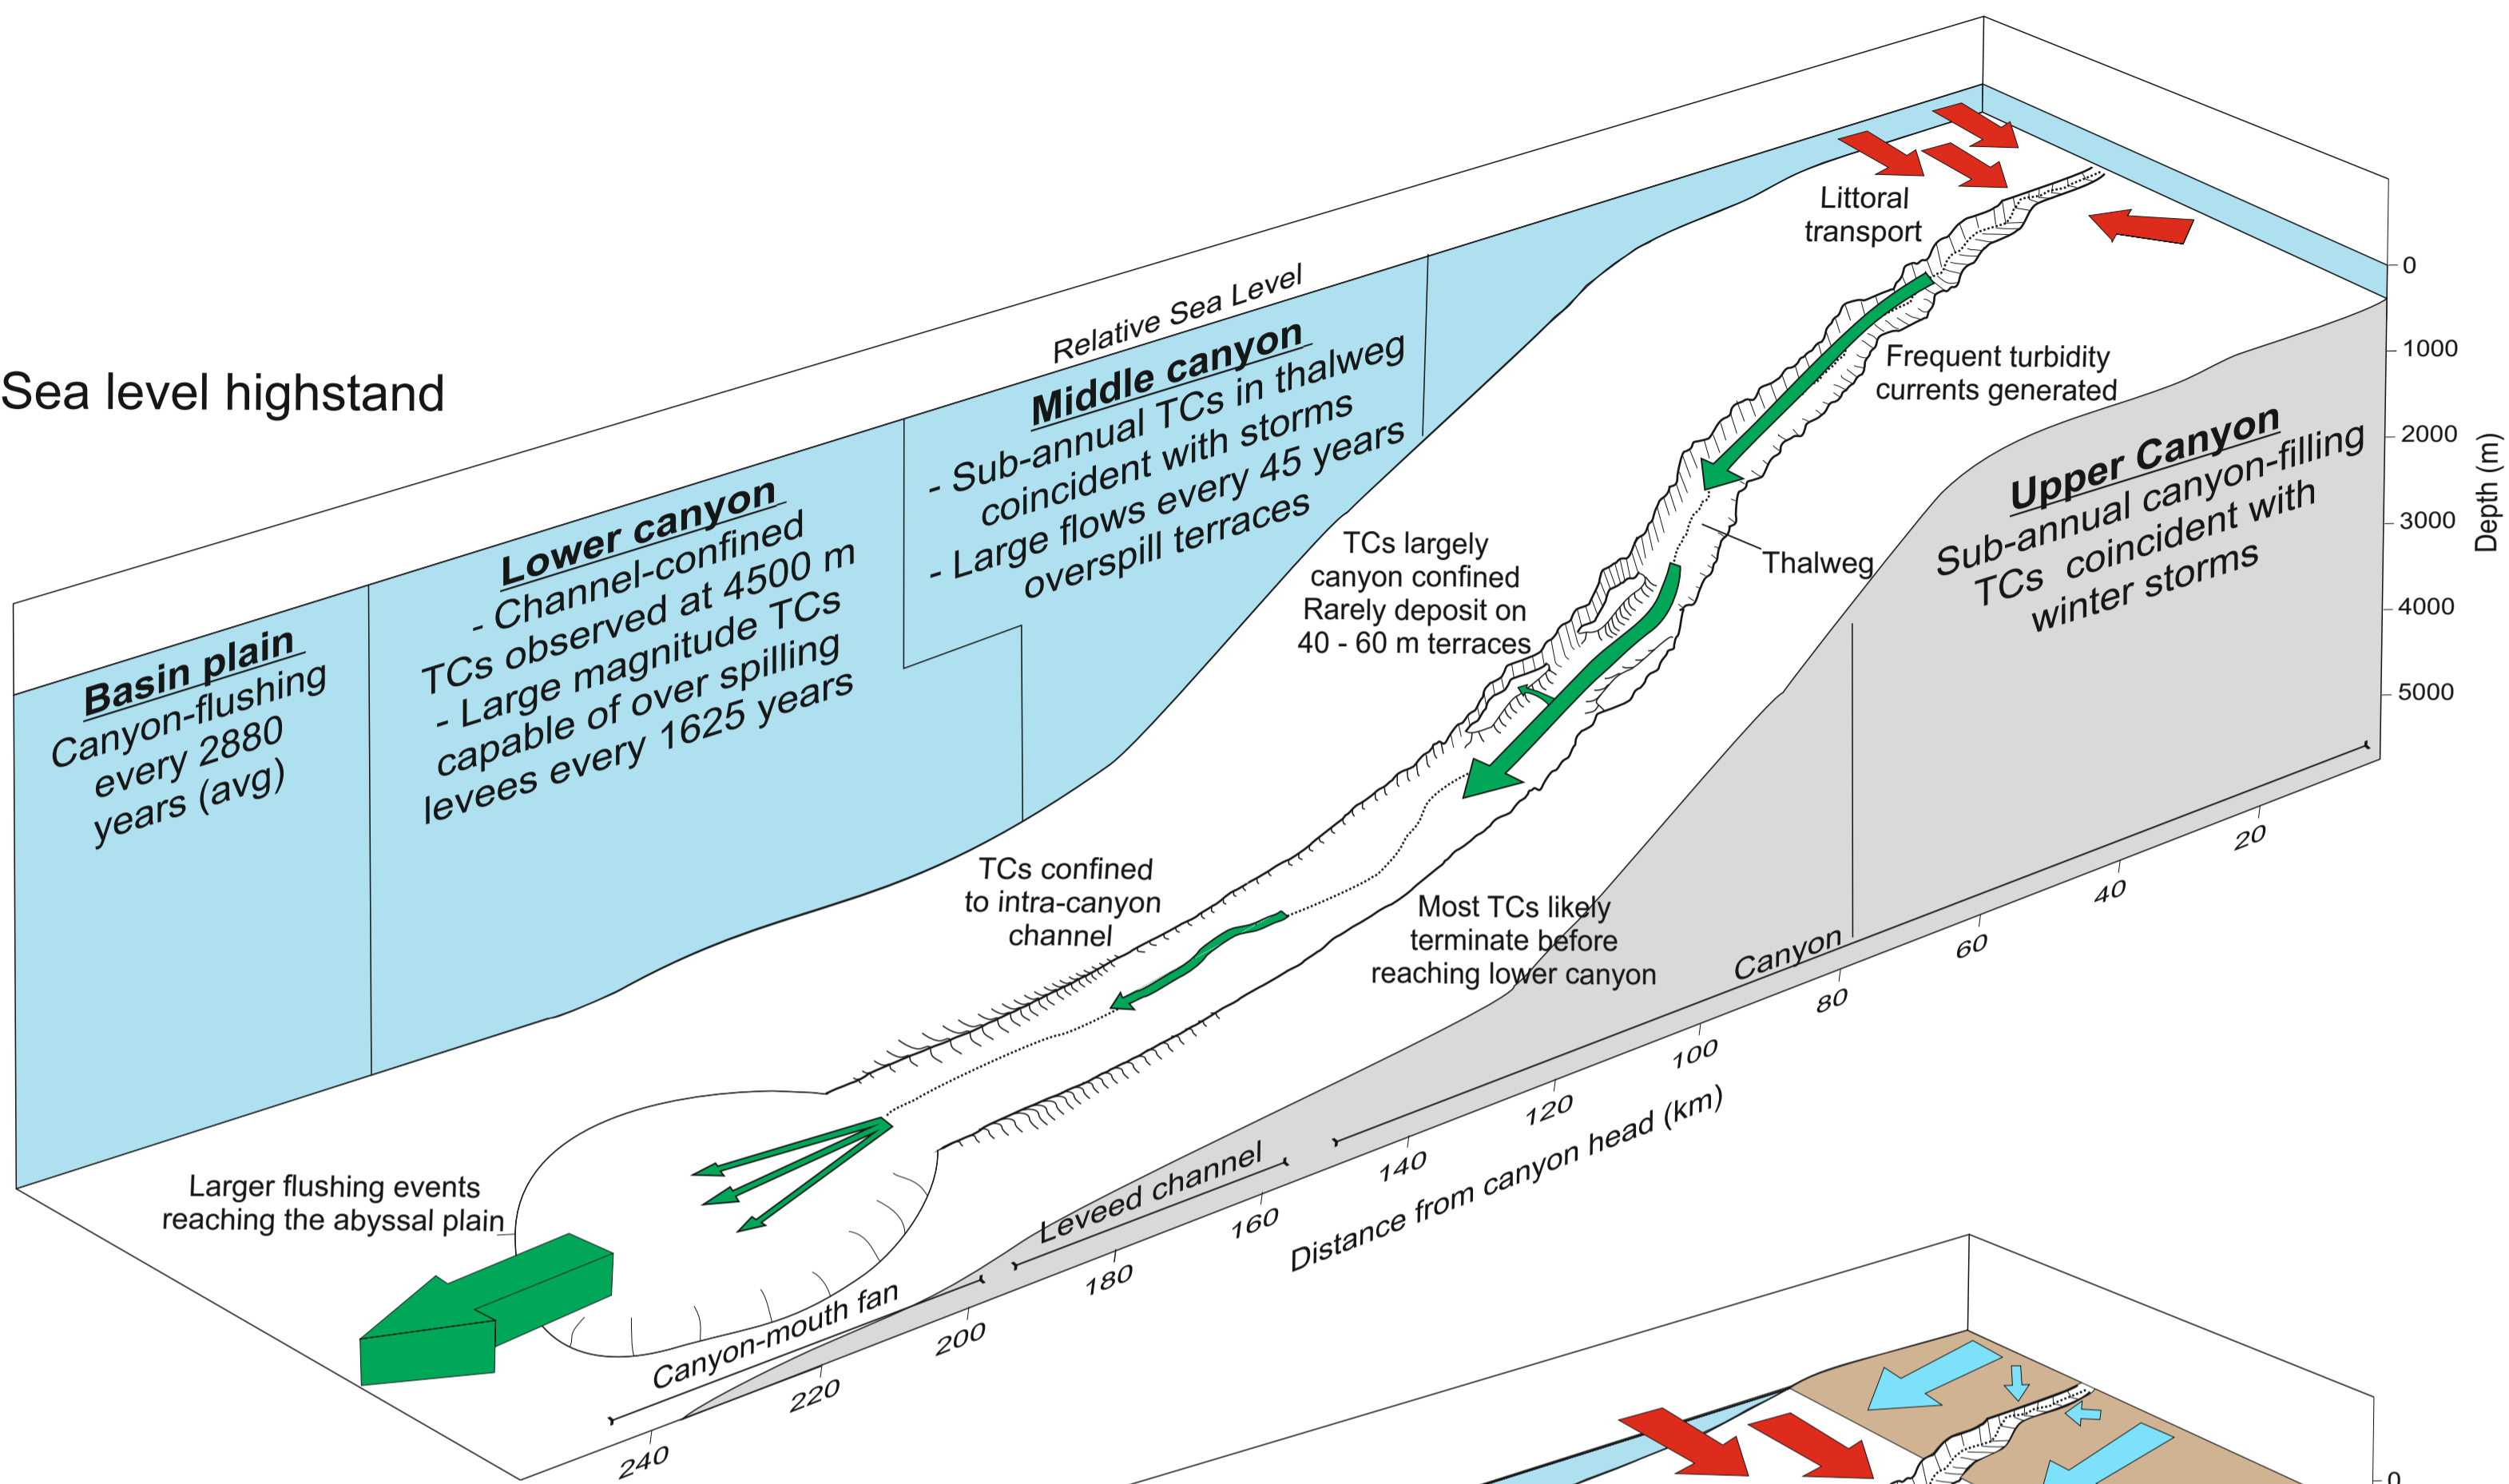 Sea level highstand
Relative Sea Level
Basin plain
Canyon-flushing
every 2880
years (avg)
Lower canyon
- Channel-confined
TCs observed at 4500 m
- Large magnitude TCs
capable of over spilling
levees every 1625 years
Middle canyon
- Sub-annual TCs in thalweg
coincident with storms
- Large flows every 45 years
overspill terraces
Upper Canyon
Sub-annual canyon-filling
TCs coincident with
winter storms
Littoral
transport
Frequent turbidity
currents generated
Thalweg
TCs largely
canyon confined
Rarely deposit on
40 - 60 m terraces
TCs confined
to intra-canyon
channel
Most TCs likely
terminate before
reaching lower canyon
Larger flushing events
reaching the abyssal plain
Canyon
Leveed channel
Canyon-mouth fan
0
1000
2000
3000
4000
5000
Depth (m)
20
40
60
80
100
120
140
160
180
200
220
240
Distance from canyon head (km)
0